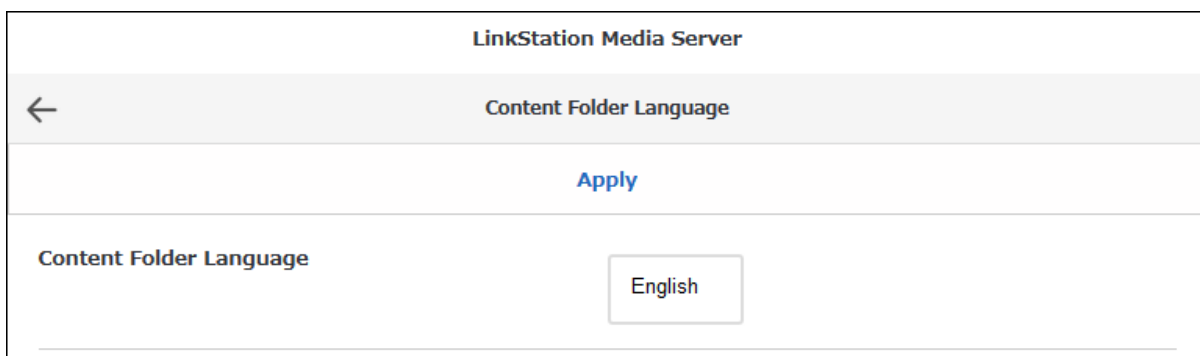 LinkStation Media Server
Content Folder Language
Apply
Content Folder Language
English